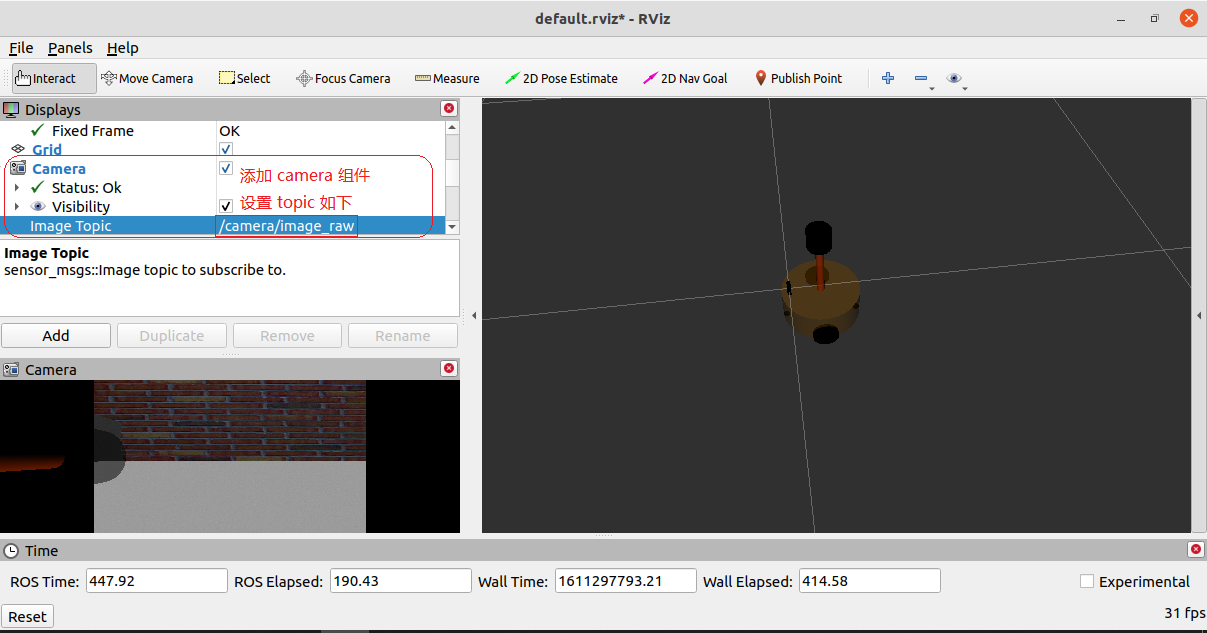 default.rviz* - RViz
File Panels Help
Interact Move Camera Select Focus Camera Measure 2D Pose Estimate 2D Nav Goal Publish Point
Displays
Fixed Frame OK
Grid
Camera 添加 camera 组件
Status: Ok
Visibility 设置 topic 如下
Image Topic /camera/image_raw
Image Topic
sensor_msgs::Image topic to subscribe to.
Add Duplicate Remove Rename
Camera
Time
ROS Time: 447.92 ROS Elapsed: 190.43 Wall Time: 1611297793.21 Wall Elapsed: 414.58 Experimental
Reset 31 fps